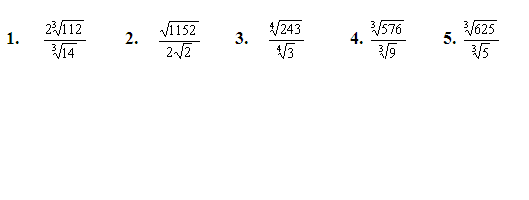 1. 2∛112 / ∛14 2. √1152 / 2√2 3. ∜243 / ∜3 4. ∛576 / ∛9 5. ∛625 / ∛5